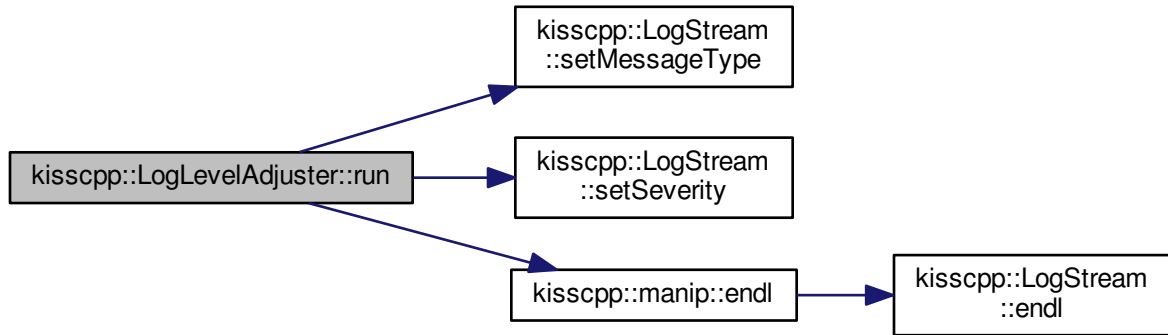 kisscpp::LogStream
::setMessageType
kisscpp::LogLevelAdjuster::run
kisscpp::LogStream
::setSeverity
kisscpp::manip::endl
kisscpp::LogStream
::endl